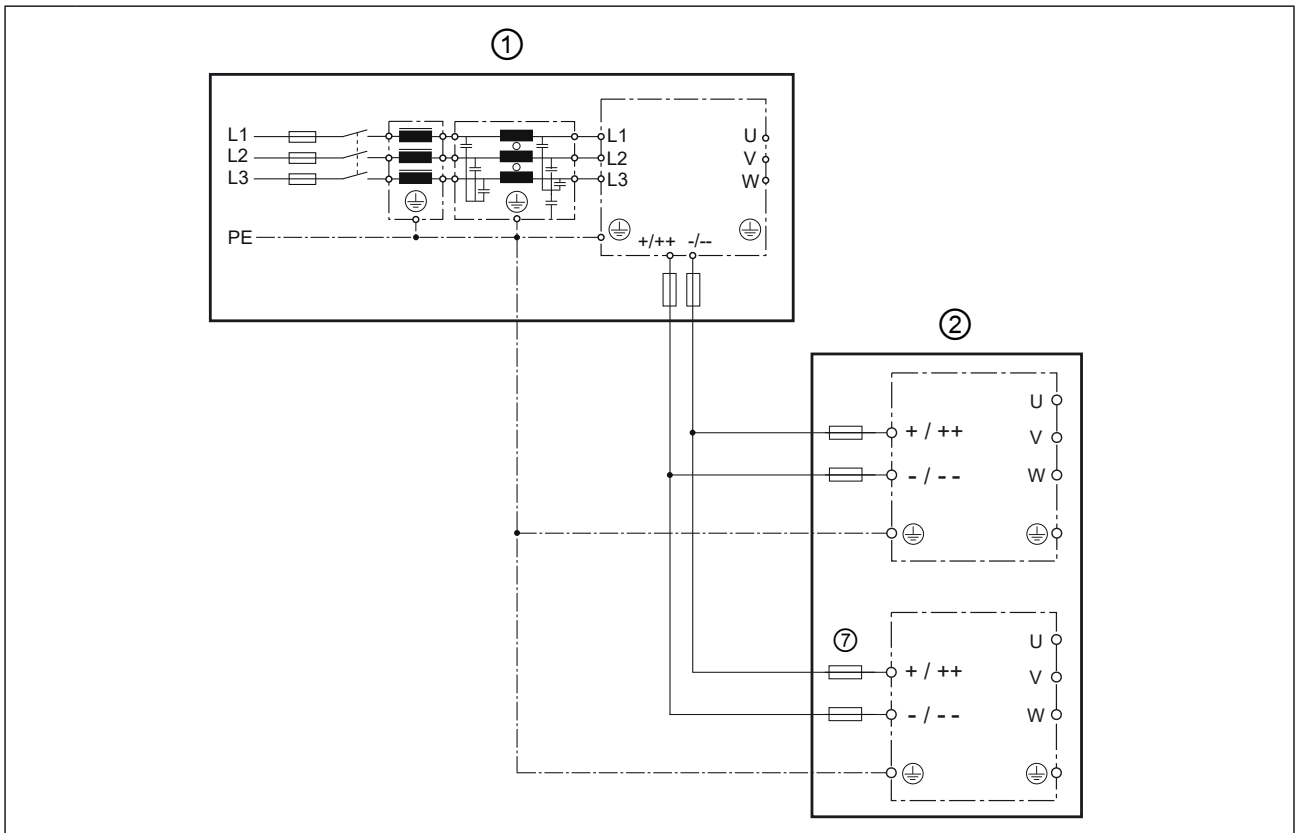 ①
L1
L2
L3
PE
L1
L2
L3
U
V
W
+/++ -/--
②
+ / ++
- / - -
U
V
W
⑦
+ / ++
- / - -
U
V
W